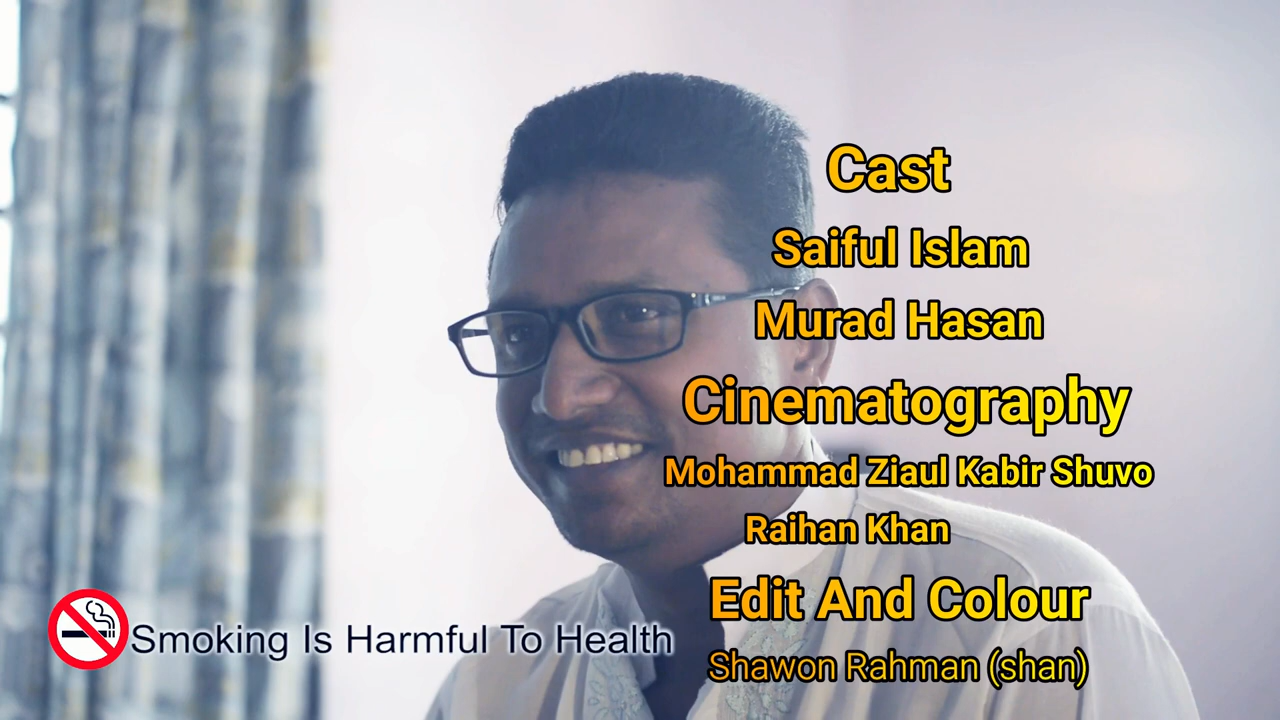 Cast
Saiful Islam
Murad Hasan
Cinematography
Mohammad Ziaul Kabir Shuvo
Raihan Khan
Edit And Colour
Shawon Rahman (shan)
Smoking Is Harmful To Health